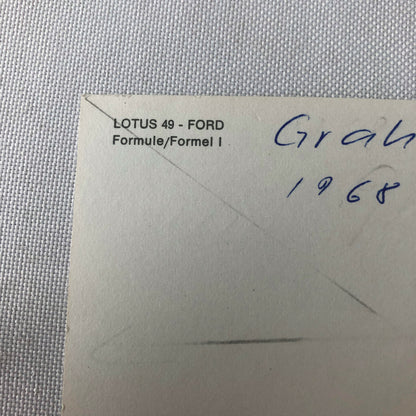 LOTUS 49 - FORD
Formule/Formel I
Grah
1968